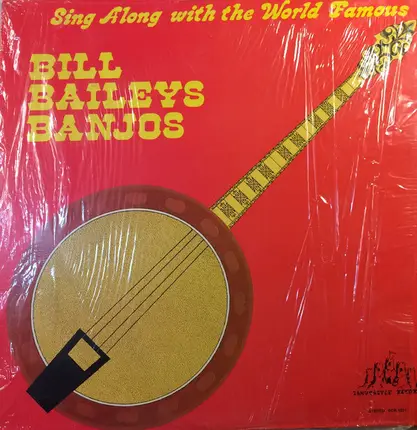 Sing Along with the World Famous
BILL
BAILEYS
BANJOS